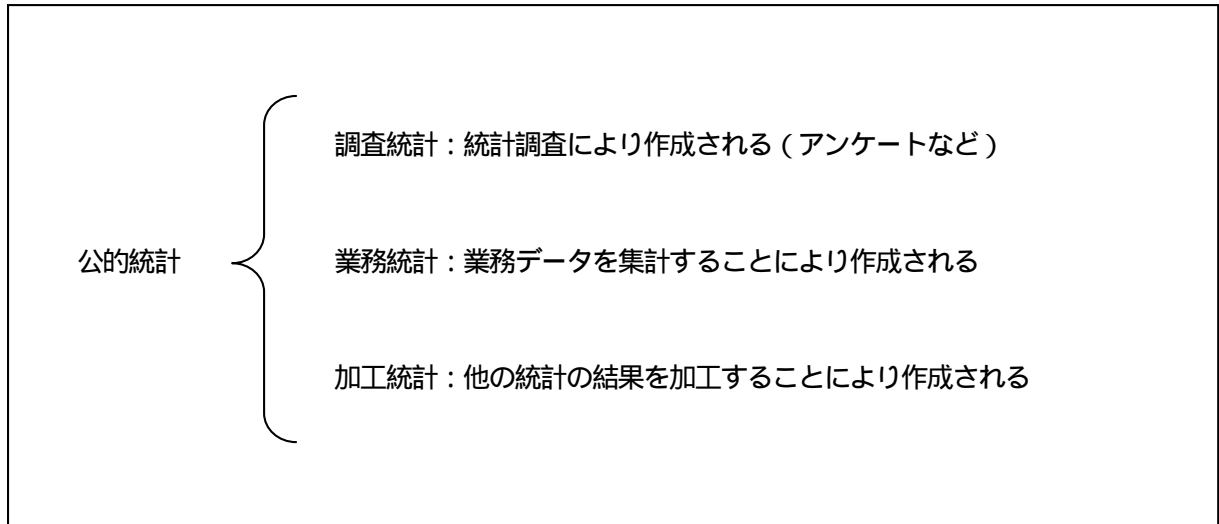 調査統計：統計調査により作成される（アンケートなど）
公的統計
業務統計：業務データを集計することにより作成される
加工統計：他の統計の結果を加工することにより作成される